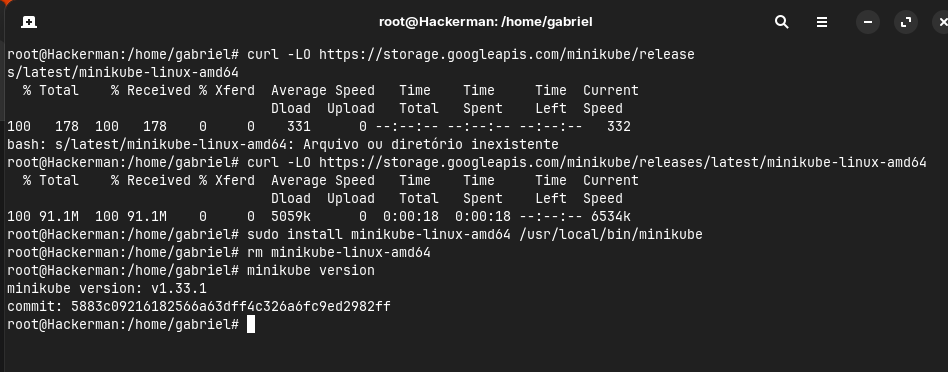 root@Hackerman: /home/gabriel
root@Hackerman:/home/gabriel# curl -LO https://storage.googleapis.com/minikube/release
s/latest/minikube-linux-amd64
  % Total    % Received % Xferd  Average Speed   Time    Time     Time  Current
                                 Dload  Upload   Total   Spent    Left  Speed
100   178  100   178    0     0    331      0 --:--:-- --:--:-- --:--:--   332
bash: s/latest/minikube-linux-amd64: Arquivo ou diretório inexistente
root@Hackerman:/home/gabriel# curl -LO https://storage.googleapis.com/minikube/releases/latest/minikube-linux-amd64
  % Total    % Received % Xferd  Average Speed   Time    Time     Time  Current
                                 Dload  Upload   Total   Spent    Left  Speed
100 91.1M  100 91.1M    0     0  5059k      0  0:00:18  0:00:18 --:--:-- 6534k
root@Hackerman:/home/gabriel# sudo install minikube-linux-amd64 /usr/local/bin/minikube
root@Hackerman:/home/gabriel# rm minikube-linux-amd64
root@Hackerman:/home/gabriel# minikube version
minikube version: v1.33.1
commit: 5883c09216182566a63dff4c326a6fc9ed2982ff
root@Hackerman:/home/gabriel#